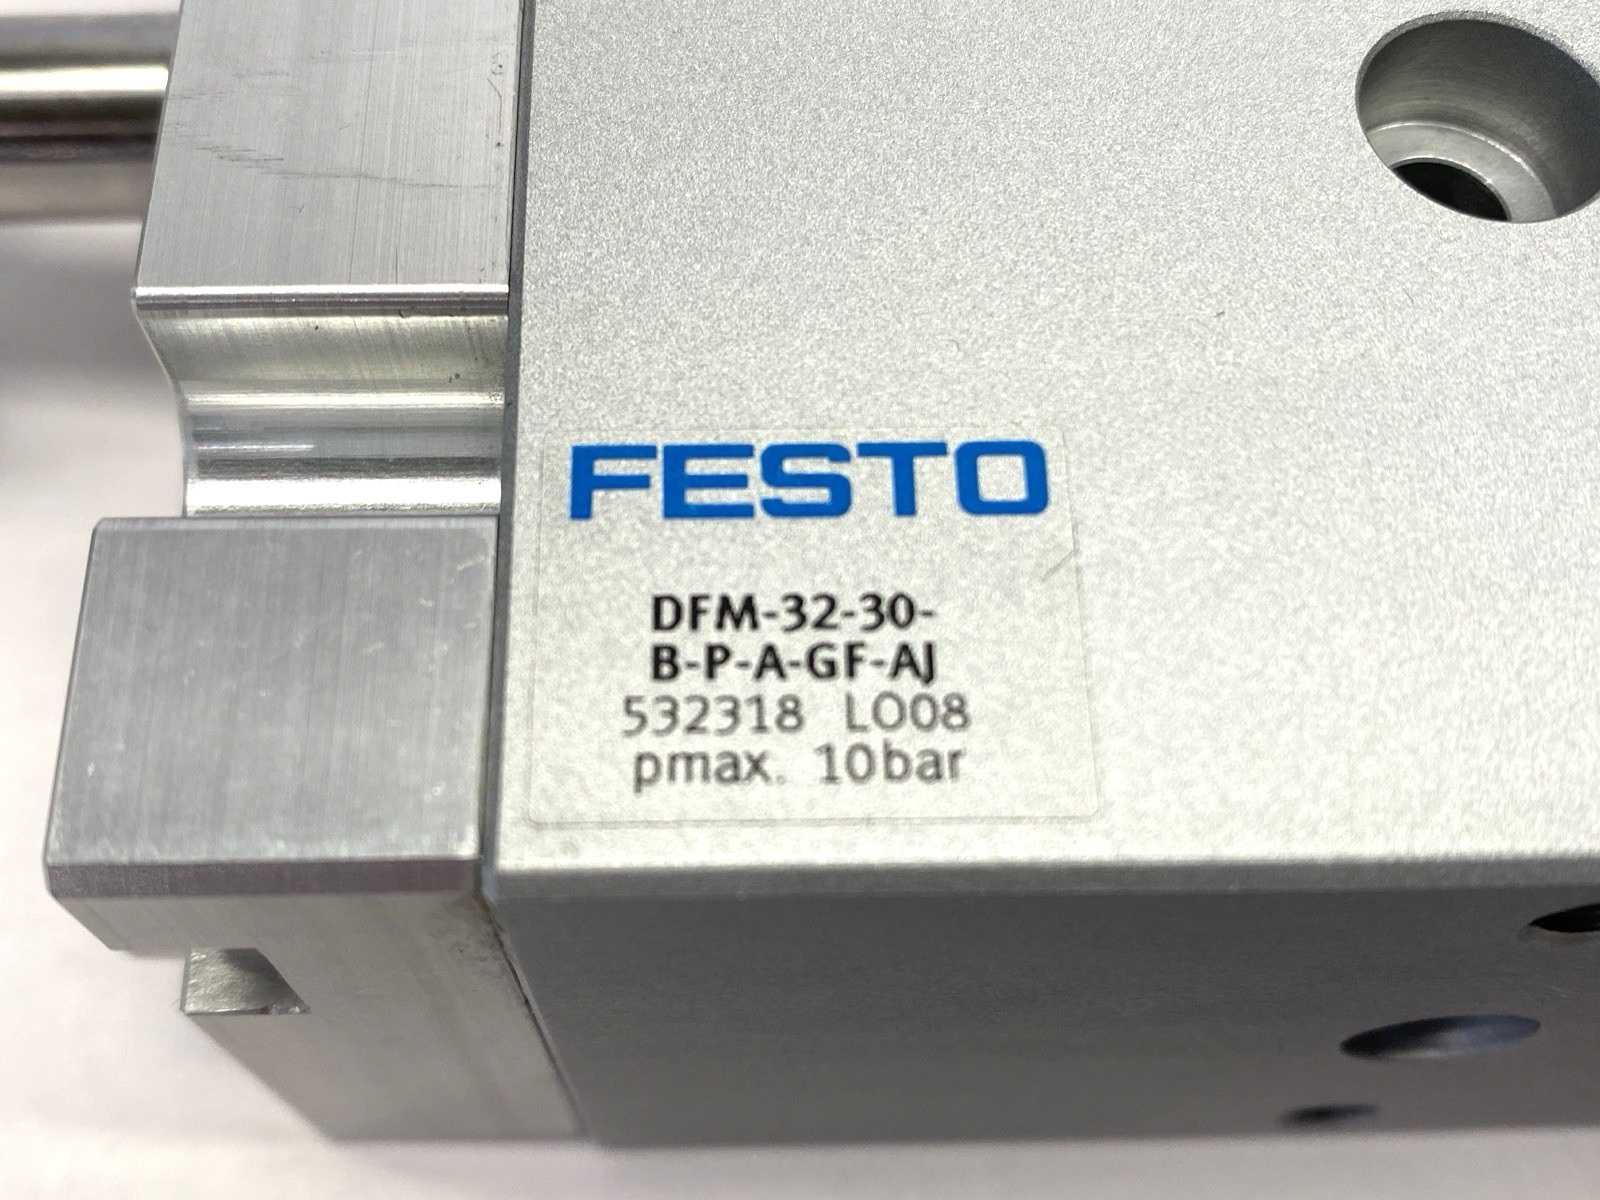 FESTO
DFM-32-30-
B-P-A-GF-AJ
532318 LO08
pmax. 10bar